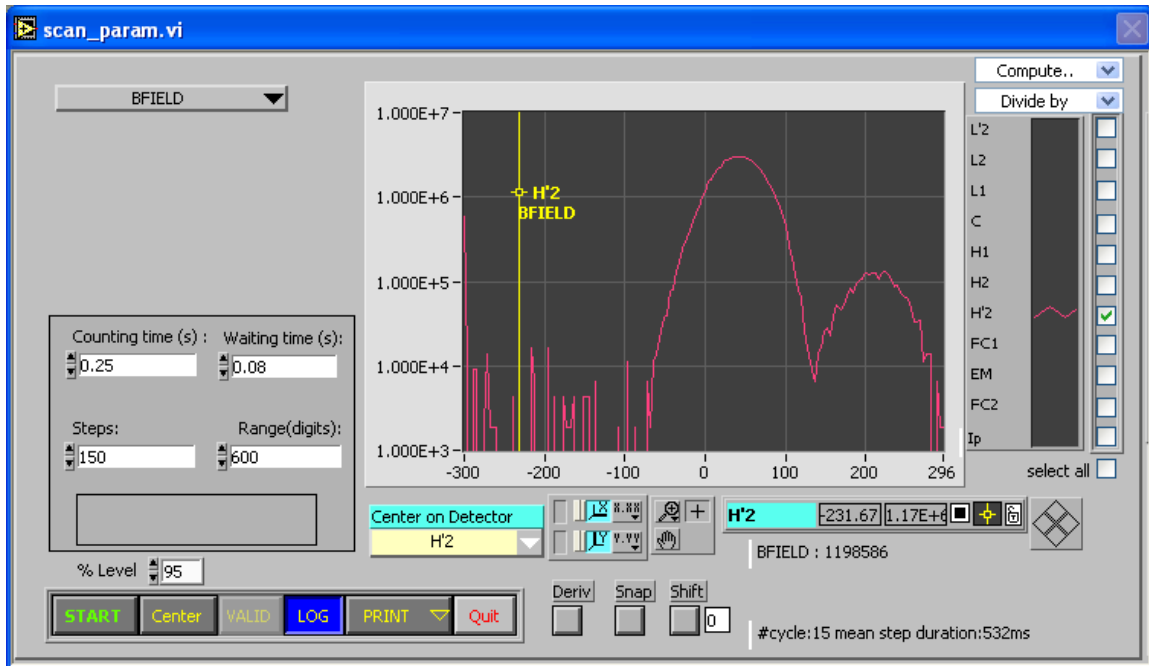 scan_param.vi
BFIELD
Compute..
Divide by
1.000E+7
1.000E+6
1.000E+5
1.000E+4
1.000E+3
H'2
BFIELD
-300 -200 -100 0 100 200 296
L'2
L2
L1
C
H1
H2
H'2
FC1
EM
FC2
Ip
select all
Counting time (s) : Waiting time (s):
0.25 0.08
Steps: Range(digits):
150 600
% Level 95
START Center VALID LOG PRINT Quit
Center on Detector
H'2
X X.XX
Y Y.YY
H'2 -231.67 1.17E+6
BFIELD : 1198586
Deriv Snap Shift
0
#cycle:15 mean step duration:532ms